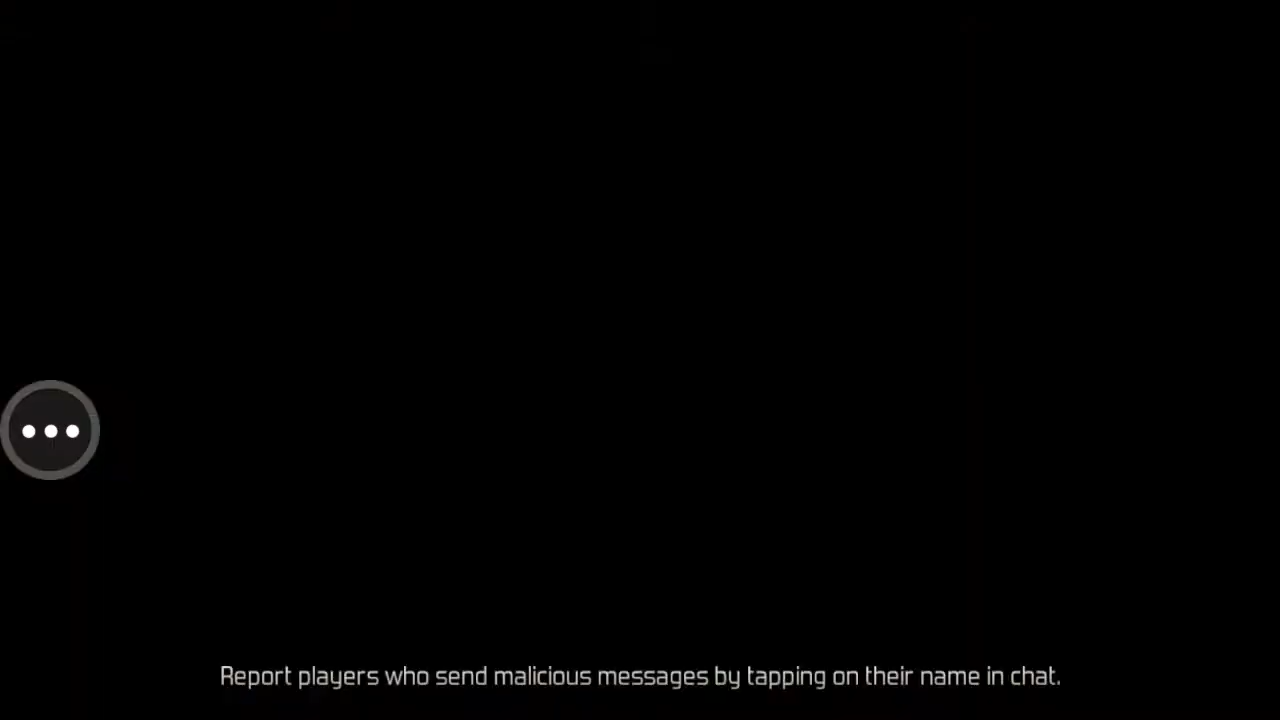 Report players who send malicious messages by tapping on their name in chat.